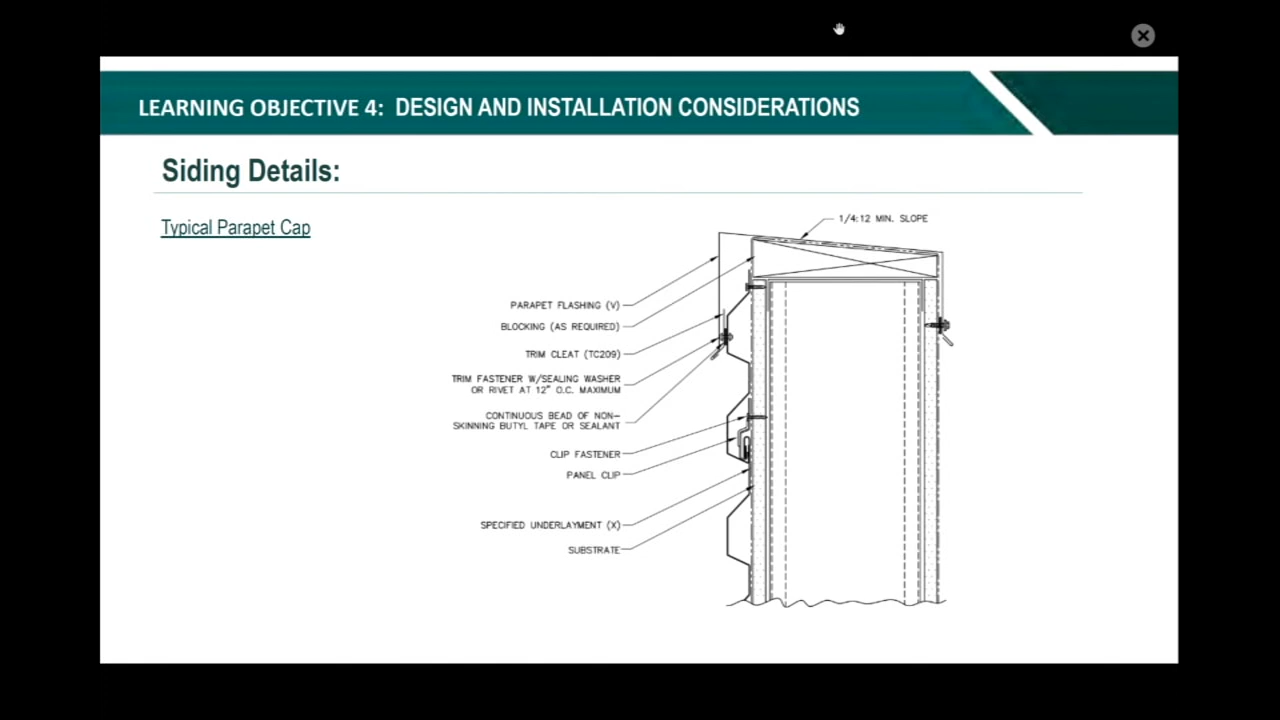 LEARNING OBJECTIVE 4: DESIGN AND INSTALLATION CONSIDERATIONS
Siding Details:
Typical Parapet Cap
1/4:12 MIN. SLOPE
PARAPET FLASHING (V)
BLOCKING (AS REQUIRED)
TRIM CLEAT (TC209)
TRIM FASTENER W/SEALING WASHER
OR RIVET AT 12" O.C. MAXIMUM
CONTINUOUS BEAD OF NON-
SKINNING BUTYL TAPE OR SEALANT
CLIP FASTENER
PANEL CLIP
SPECIFIED UNDERLAYMENT (X)
SUBSTRATE